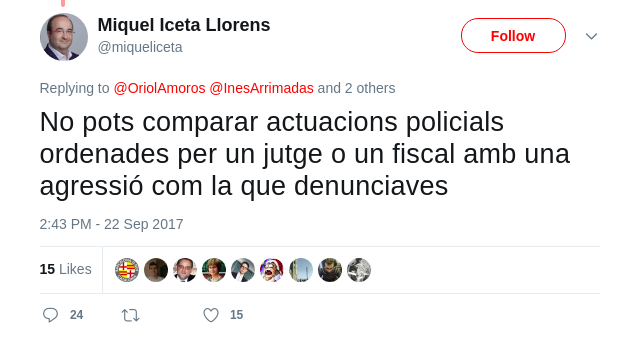 Miquel Iceta Llorens
@miqueliceta
Follow
Replying to @OriolAmoros @InesArrimadas and 2 others
No pots comparar actuacions policials
ordenades per un jutge o un fiscal amb una
agressió com la que denunciaves
2:43 PM - 22 Sep 2017
15 Likes
24
15